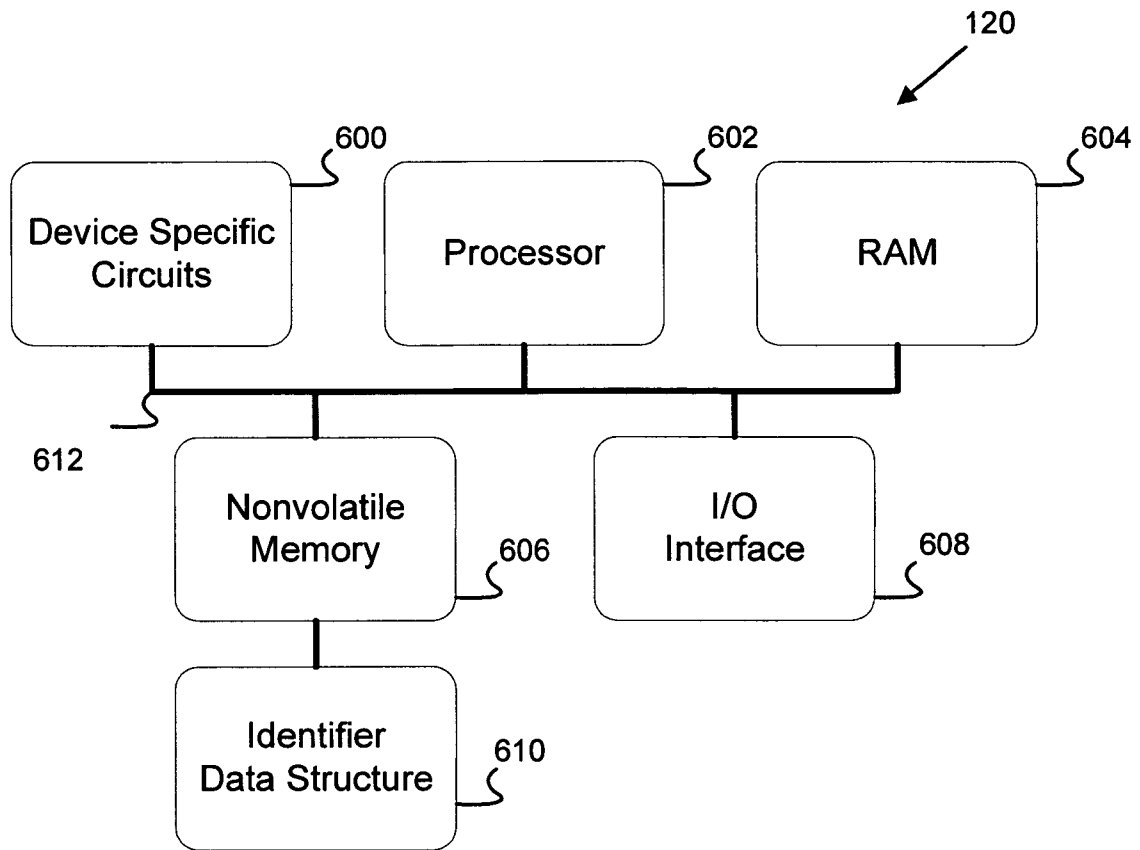 120
600
602
604
Device Specific
Circuits
Processor
RAM
612
Nonvolatile
Memory
606
I/O
Interface
608
Identifier
Data Structure
610